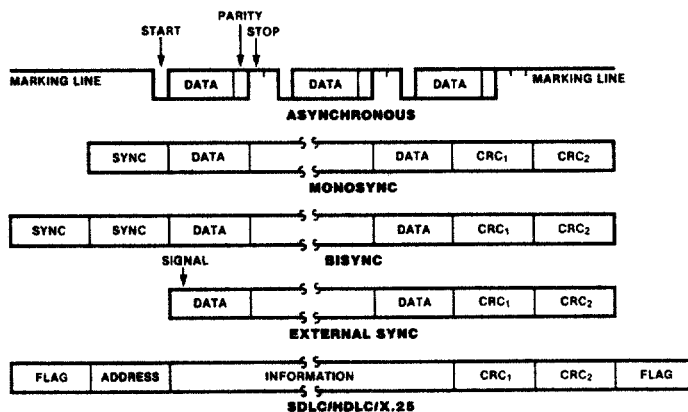 PARITY
START STOP
MARKING LINE DATA DATA DATA MARKING LINE
ASYNCHRONOUS
SYNC DATA DATA CRC₁ CRC₂
MONOSYNC
SYNC SYNC DATA DATA CRC₁ CRC₂
BISYNC
SIGNAL
DATA DATA CRC₁ CRC₂
EXTERNAL SYNC
FLAG ADDRESS INFORMATION CRC₁ CRC₂ FLAG
SDLC/HDLC/X.25